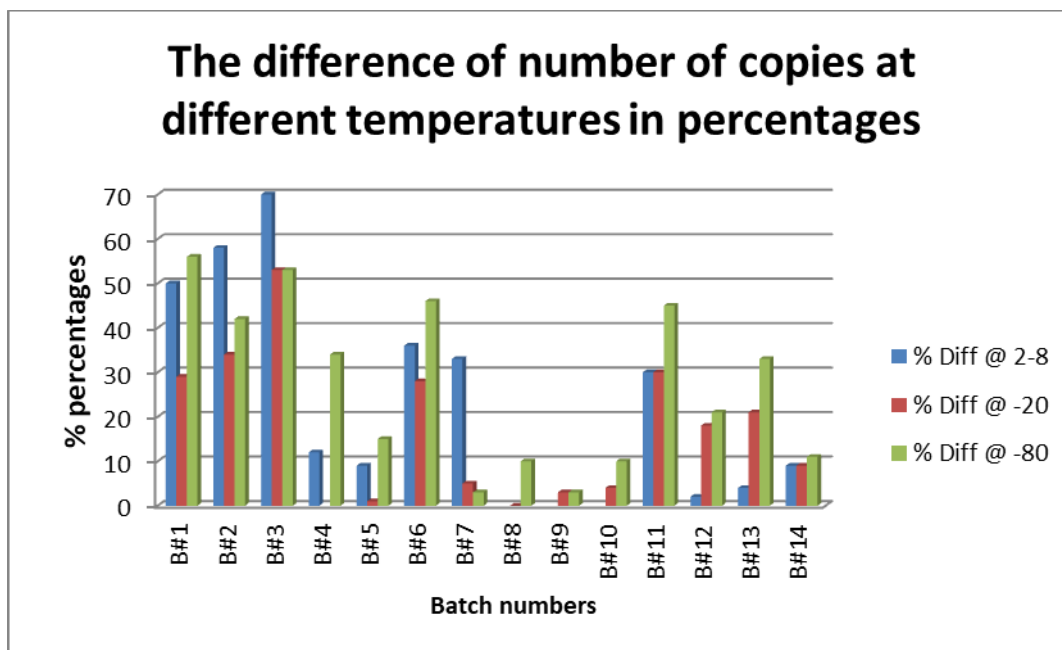 The difference of number of copies at
different temperatures in percentages
70
60
50
40
30
20
10
0
% percentages
B#1
B#2
B#3
B#4
B#5
B#6
B#7
B#8
B#9
B#10
B#11
B#12
B#13
B#14
Batch numbers
% Diff @ 2-8
% Diff @ -20
% Diff @ -80